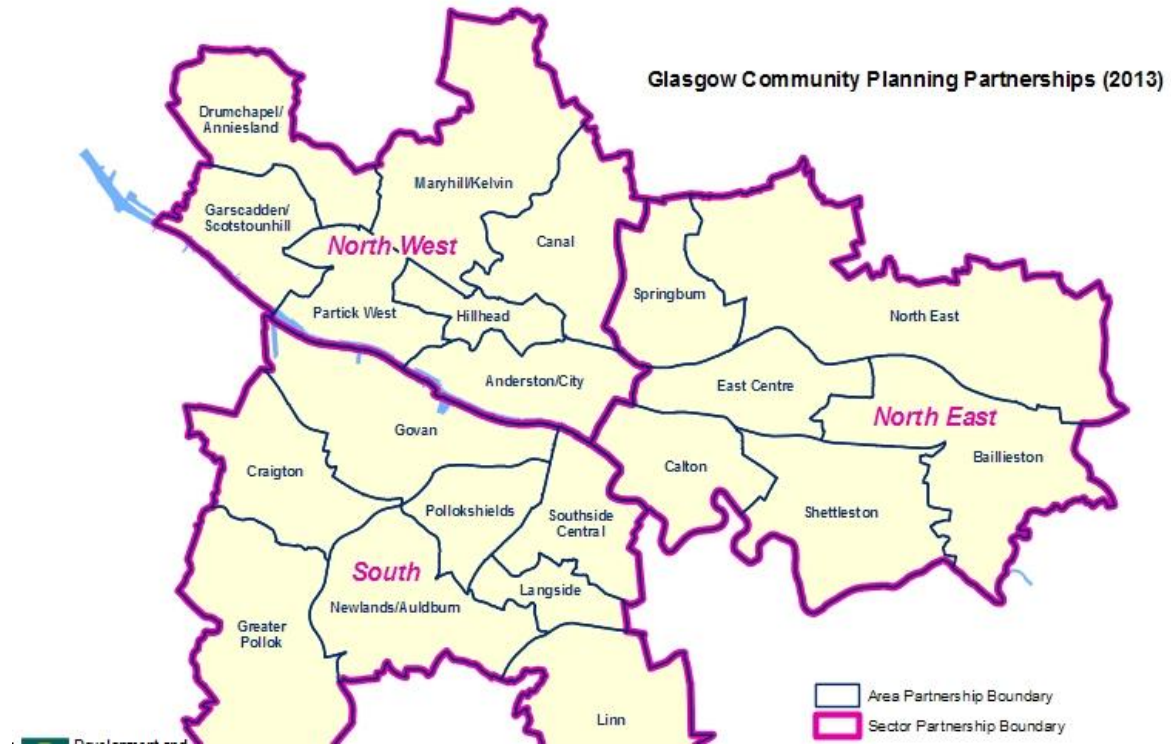 Glasgow Community Planning Partnerships (2013)
Drumchapel/
Anniesland
Maryhill/Kelvin
Garscadden/
Scotstounhill
North West
Canal
Springburn
Partick West
Hillhead
North East
Anderston/City
East Centre
North East
Govan
Craigton
Calton
Baillieston
Pollokshields
Southside
Central
Shettleston
South
Langside
Newlands/Auldburn
Greater
Pollok
Linn
Area Partnership Boundary
Sector Partnership Boundary
Development and